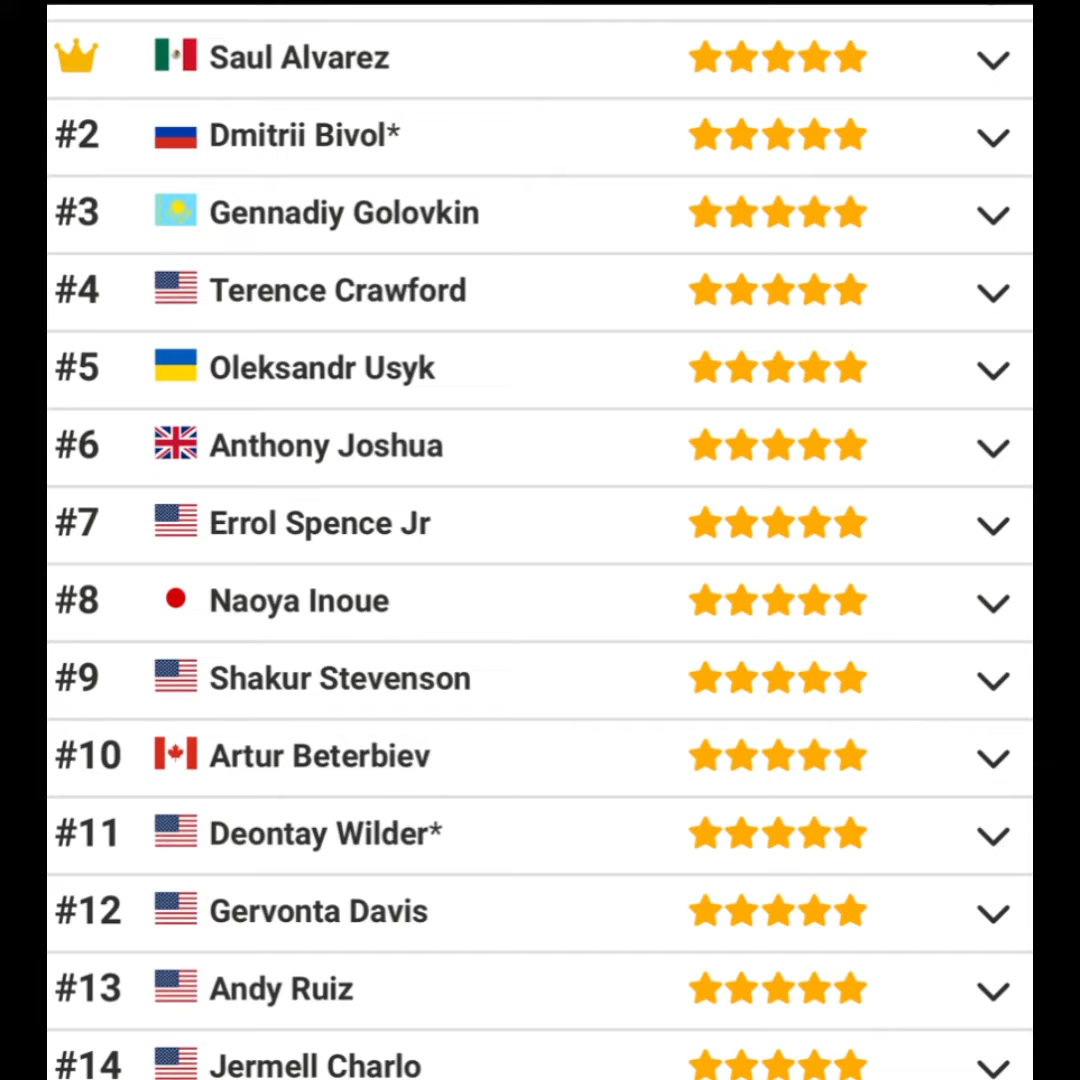 Saul Alvarez
#2 Dmitrii Bivol*
#3 Gennadiy Golovkin
#4 Terence Crawford
#5 Oleksandr Usyk
#6 Anthony Joshua
#7 Errol Spence Jr
#8 Naoya Inoue
#9 Shakur Stevenson
#10 Artur Beterbiev
#11 Deontay Wilder*
#12 Gervonta Davis
#13 Andy Ruiz
#14 Jermell Charlo